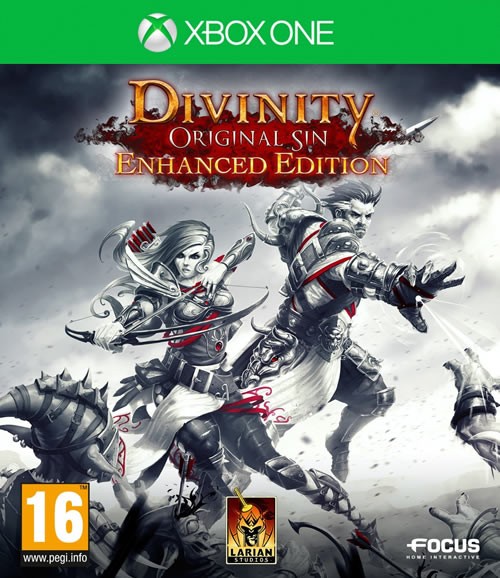 XBOX ONE
DIVINITY
ORIGINAL SIN
ENHANCED EDITION
16
www.pegi.info
LARIAN
STUDIOS
FOCUS
HOME INTERACTIVE